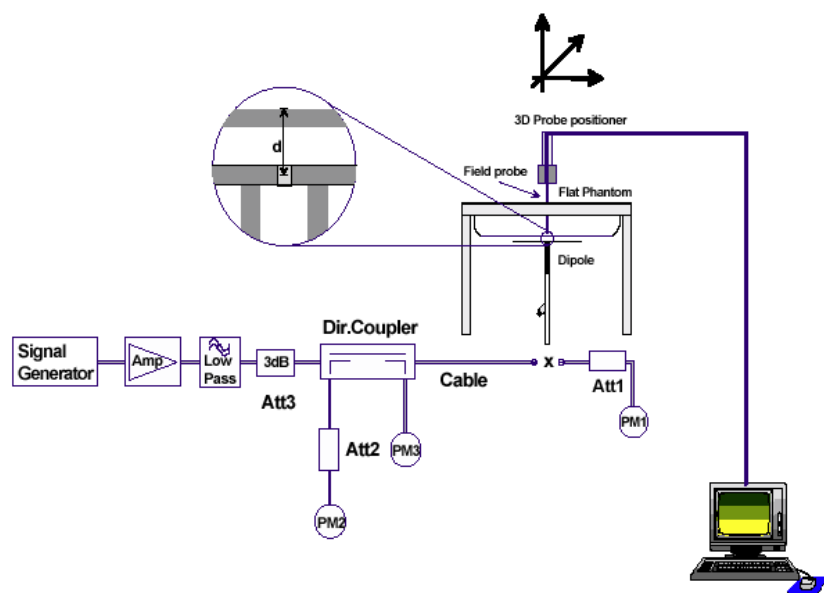 3D Probe positioner
d
Field probe
Flat Phantom
Dipole
Dir.Coupler
Signal
Generator
Amp
Low
Pass
3dB
Cable
x
Att1
Att3
Att2
PM3
PM1
PM2